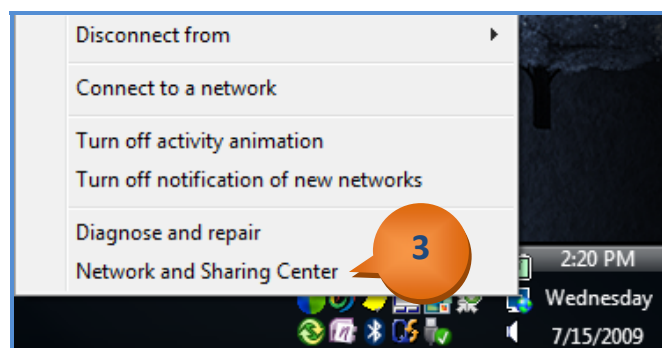 Disconnect from
Connect to a network
Turn off activity animation
Turn off notification of new networks
Diagnose and repair
Network and Sharing Center
3
2:20 PM
Wednesday
7/15/2009